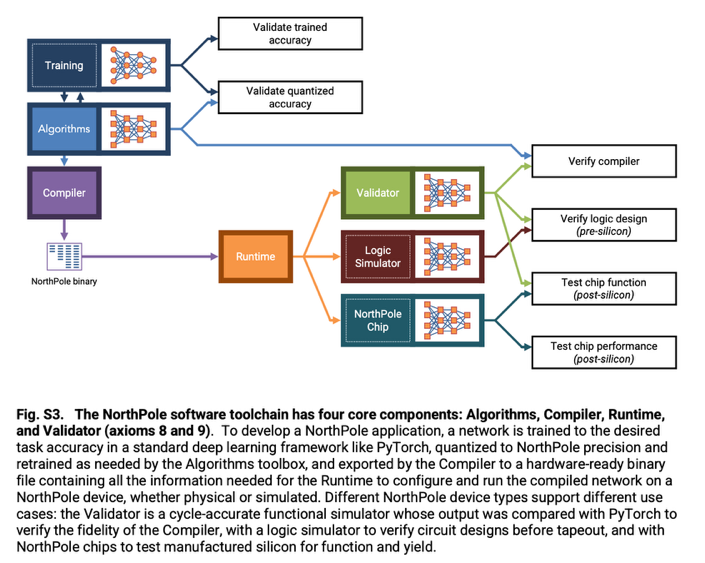 Validate trained
accuracy
Training
Validate quantized
accuracy
Algorithms
Verify compiler
Compiler
Validator
Verify logic design
(pre-silicon)
NorthPole binary
Runtime
Logic
Simulator
Test chip function
(post-silicon)
NorthPole
Chip
Test chip performance
(post-silicon)
Fig. S3. The NorthPole software toolchain has four core components: Algorithms, Compiler, Runtime,
and Validator (axioms 8 and 9). To develop a NorthPole application, a network is trained to the desired
task accuracy in a standard deep learning framework like PyTorch, quantized to NorthPole precision and
retrained as needed by the Algorithms toolbox, and exported by the Compiler to a hardware-ready binary
file containing all the information needed for the Runtime to configure and run the compiled network on a
NorthPole device, whether physical or simulated. Different NorthPole device types support different use
cases: the Validator is a cycle-accurate functional simulator whose output was compared with PyTorch to
verify the fidelity of the Compiler, with a logic simulator to verify circuit designs before tapeout, and with
NorthPole chips to test manufactured silicon for function and yield.